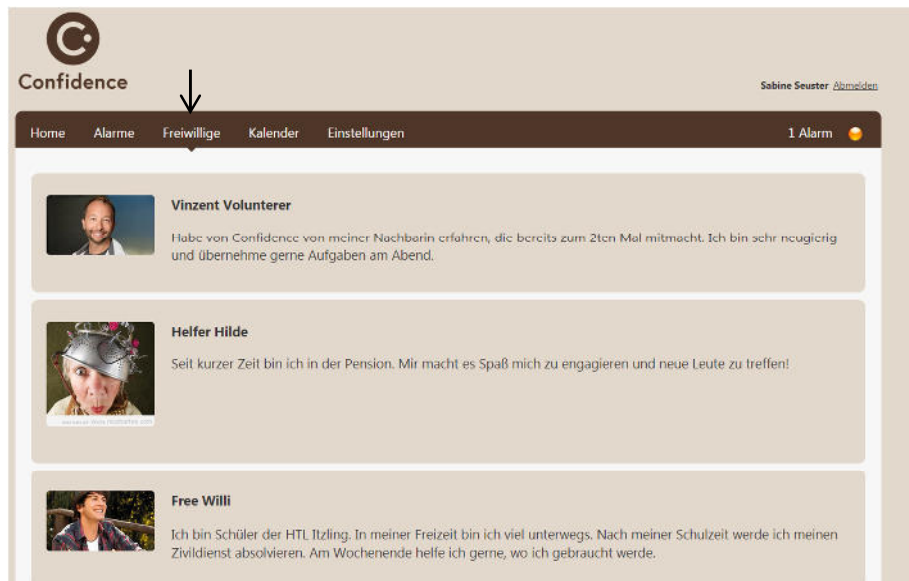 Confidence
Sabine Seuster Abmelden
Home Alarme Freiwillige Kalender Einstellungen 1 Alarm
Vinzent Volunterer
Habe von Confidence von meiner Nachbarin erfahren, die bereits zum 2ten Mal mitmacht. Ich bin sehr neugierig
und übernehme gerne Aufgaben am Abend.
Helfer Hilde
Seit kurzer Zeit bin ich in der Pension. Mir macht es Spaß mich zu engagieren und neue Leute zu treffen!
Free Willi
Ich bin Schüler der HTL Itzling. In meiner Freizeit bin ich viel unterwegs. Nach meiner Schulzeit werde ich meinen
Zivildienst absolvieren. Am Wochenende helfe ich gerne, wo ich gebraucht werde.